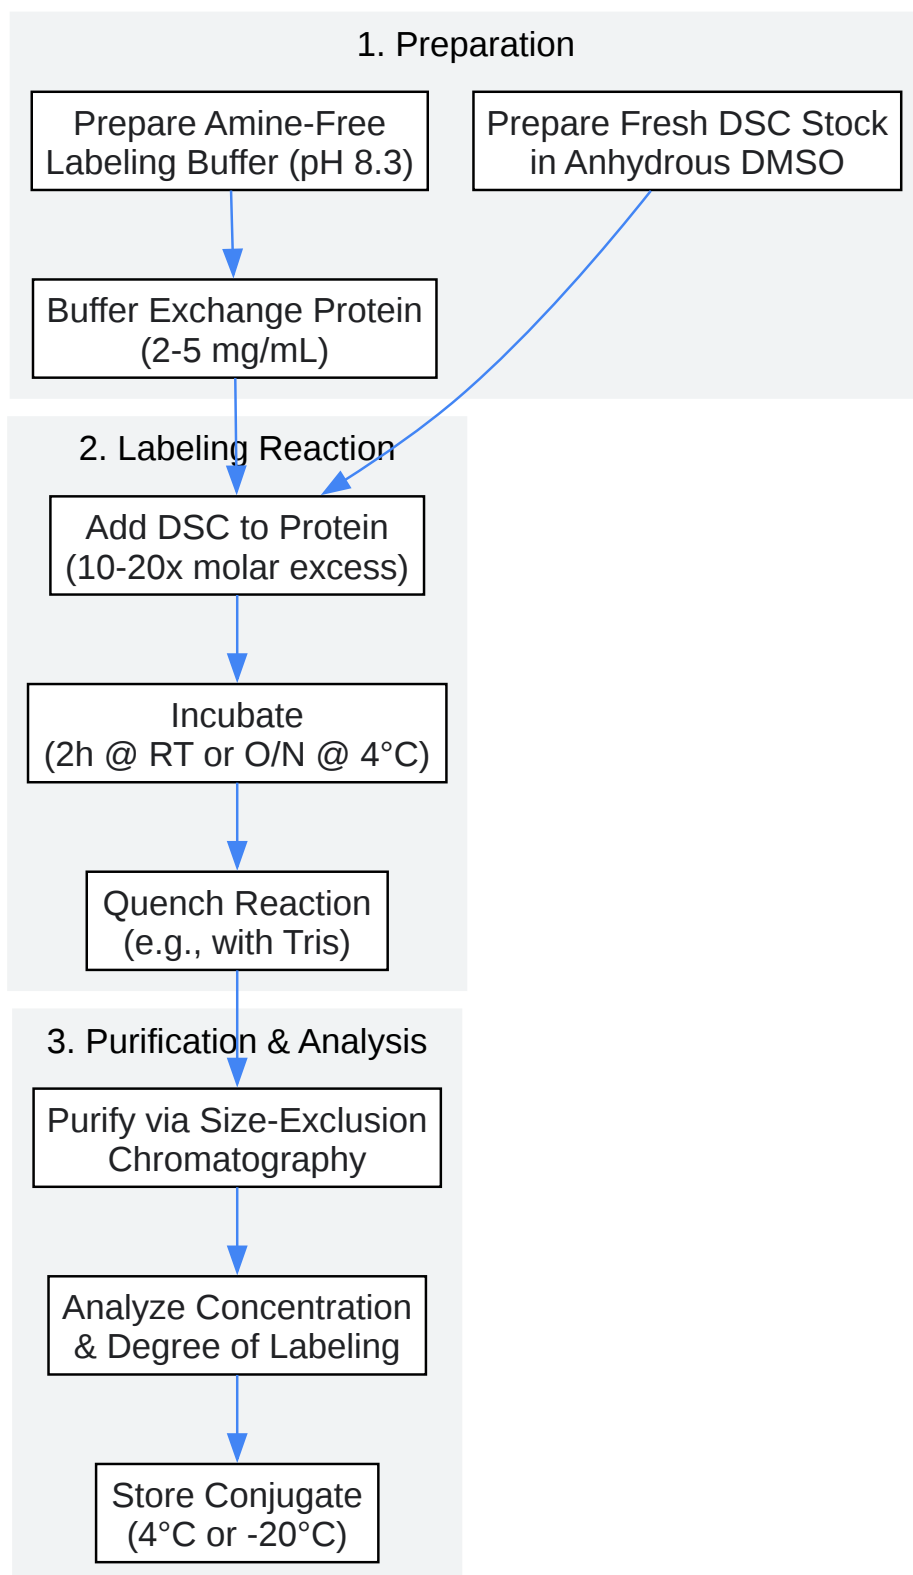 1. Preparation
Prepare Amine-Free
Labeling Buffer (pH 8.3)
Prepare Fresh DSC Stock
in Anhydrous DMSO
Buffer Exchange Protein
(2-5 mg/mL)
2. Labeling Reaction
Add DSC to Protein
(10-20x molar excess)
Incubate
(2h @ RT or O/N @ 4°C)
Quench Reaction
(e.g., with Tris)
3. Purification & Analysis
Purify via Size-Exclusion
Chromatography
Analyze Concentration
& Degree of Labeling
Store Conjugate
(4°C or -20°C)